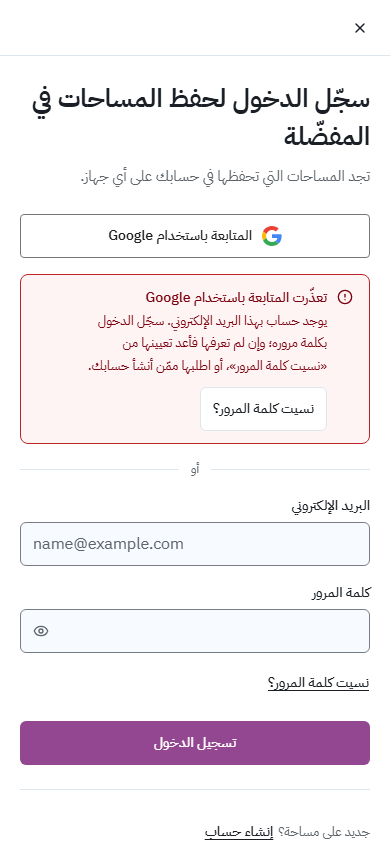 سجّل الدخول لحفظ المساحات في
المفضّلة
تجد المساحات التي تحفظها في حسابك على أي جهاز.
المتابعة باستخدام Google
تعذّرت المتابعة باستخدام Google
يوجد حساب بهذا البريد الإلكتروني. سجّل الدخول
بكلمة مروره؛ وإن لم تعرفها فأعد تعيينها من
«نسيت كلمة المرور»، أو اطلبها ممّن أنشأ حسابك.
نسيت كلمة المرور؟
أو
البريد الإلكتروني
name@example.com
كلمة المرور
نسيت كلمة المرور؟
تسجيل الدخول
جديد على مساحة؟ إنشاء حساب